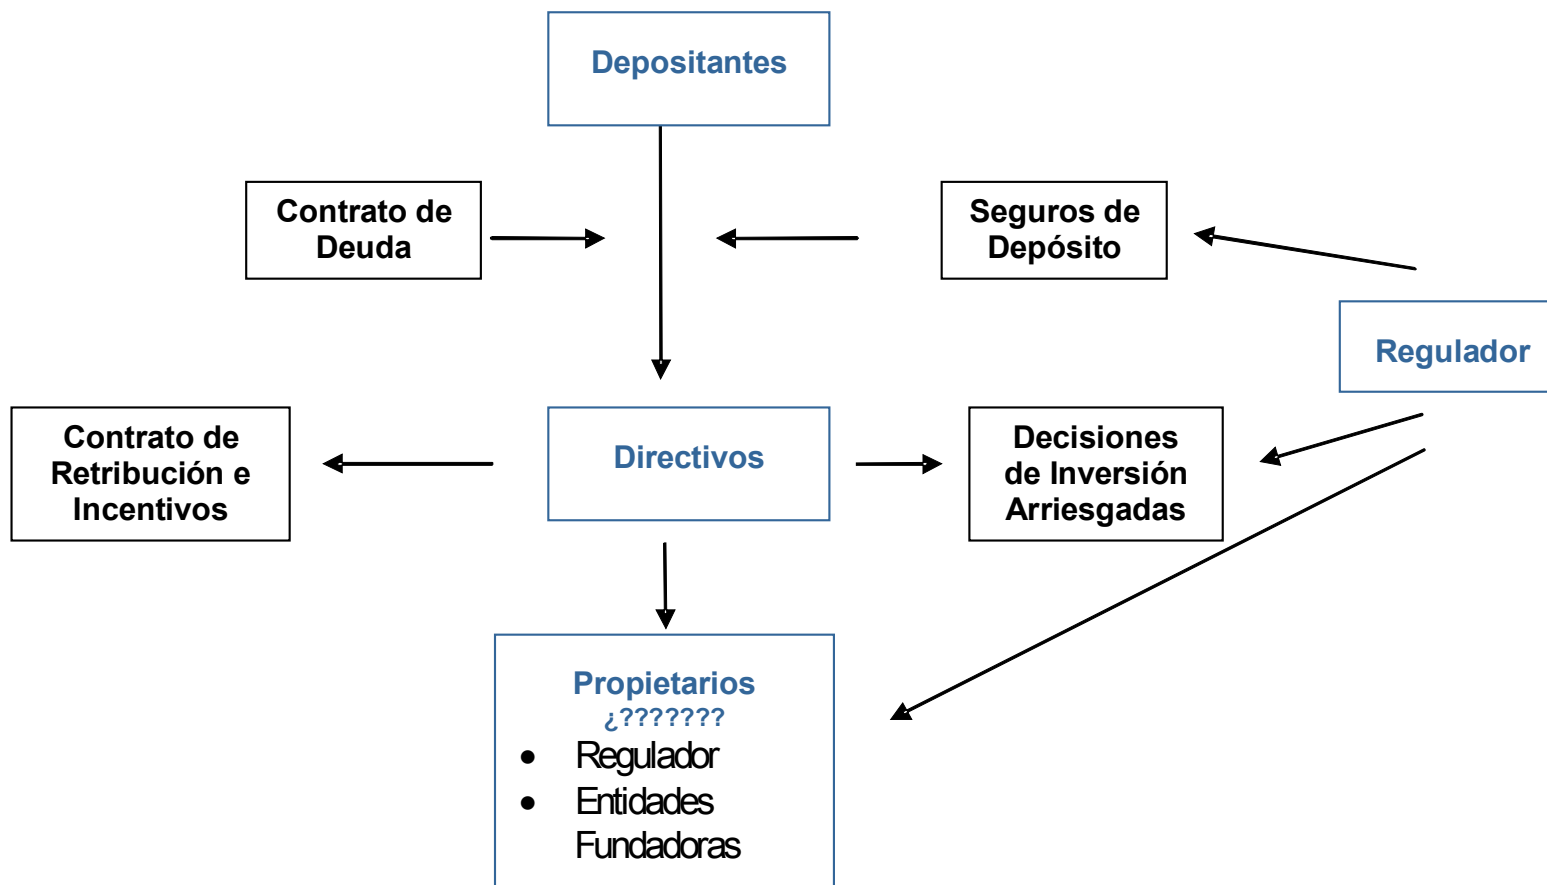 Depositantes
Contrato de
Deuda
Seguros de
Depósito
Regulador
Contrato de
Retribución e
Incentivos
Directivos
Decisiones
de Inversión
Arriesgadas
Propietarios
¿???????
• Regulador
• Entidades
Fundadoras